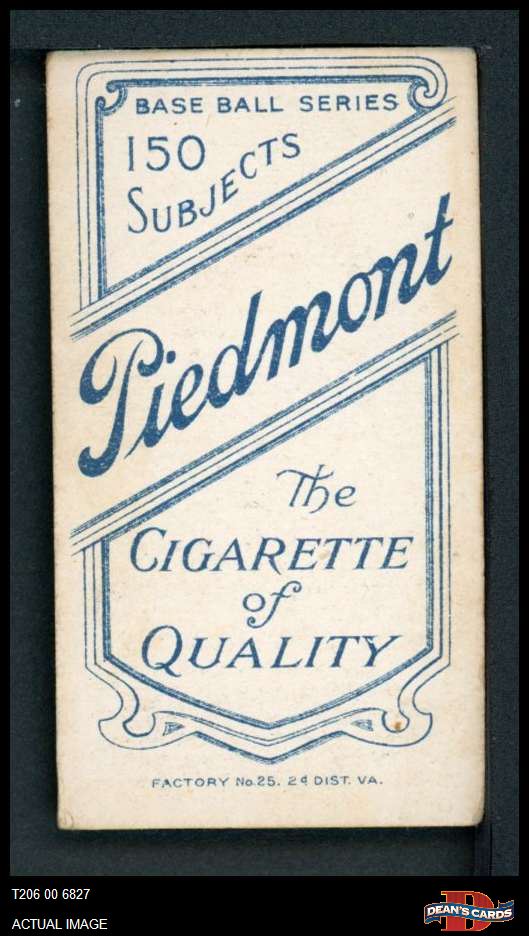 BASE BALL SERIES
150
SUBJECTS
Piedmont
The
CIGARETTE
of
QUALITY
FACTORY No.25. 2d DIST. VA.
T206 00 6827
ACTUAL IMAGE
D
DEAN'S CARDS